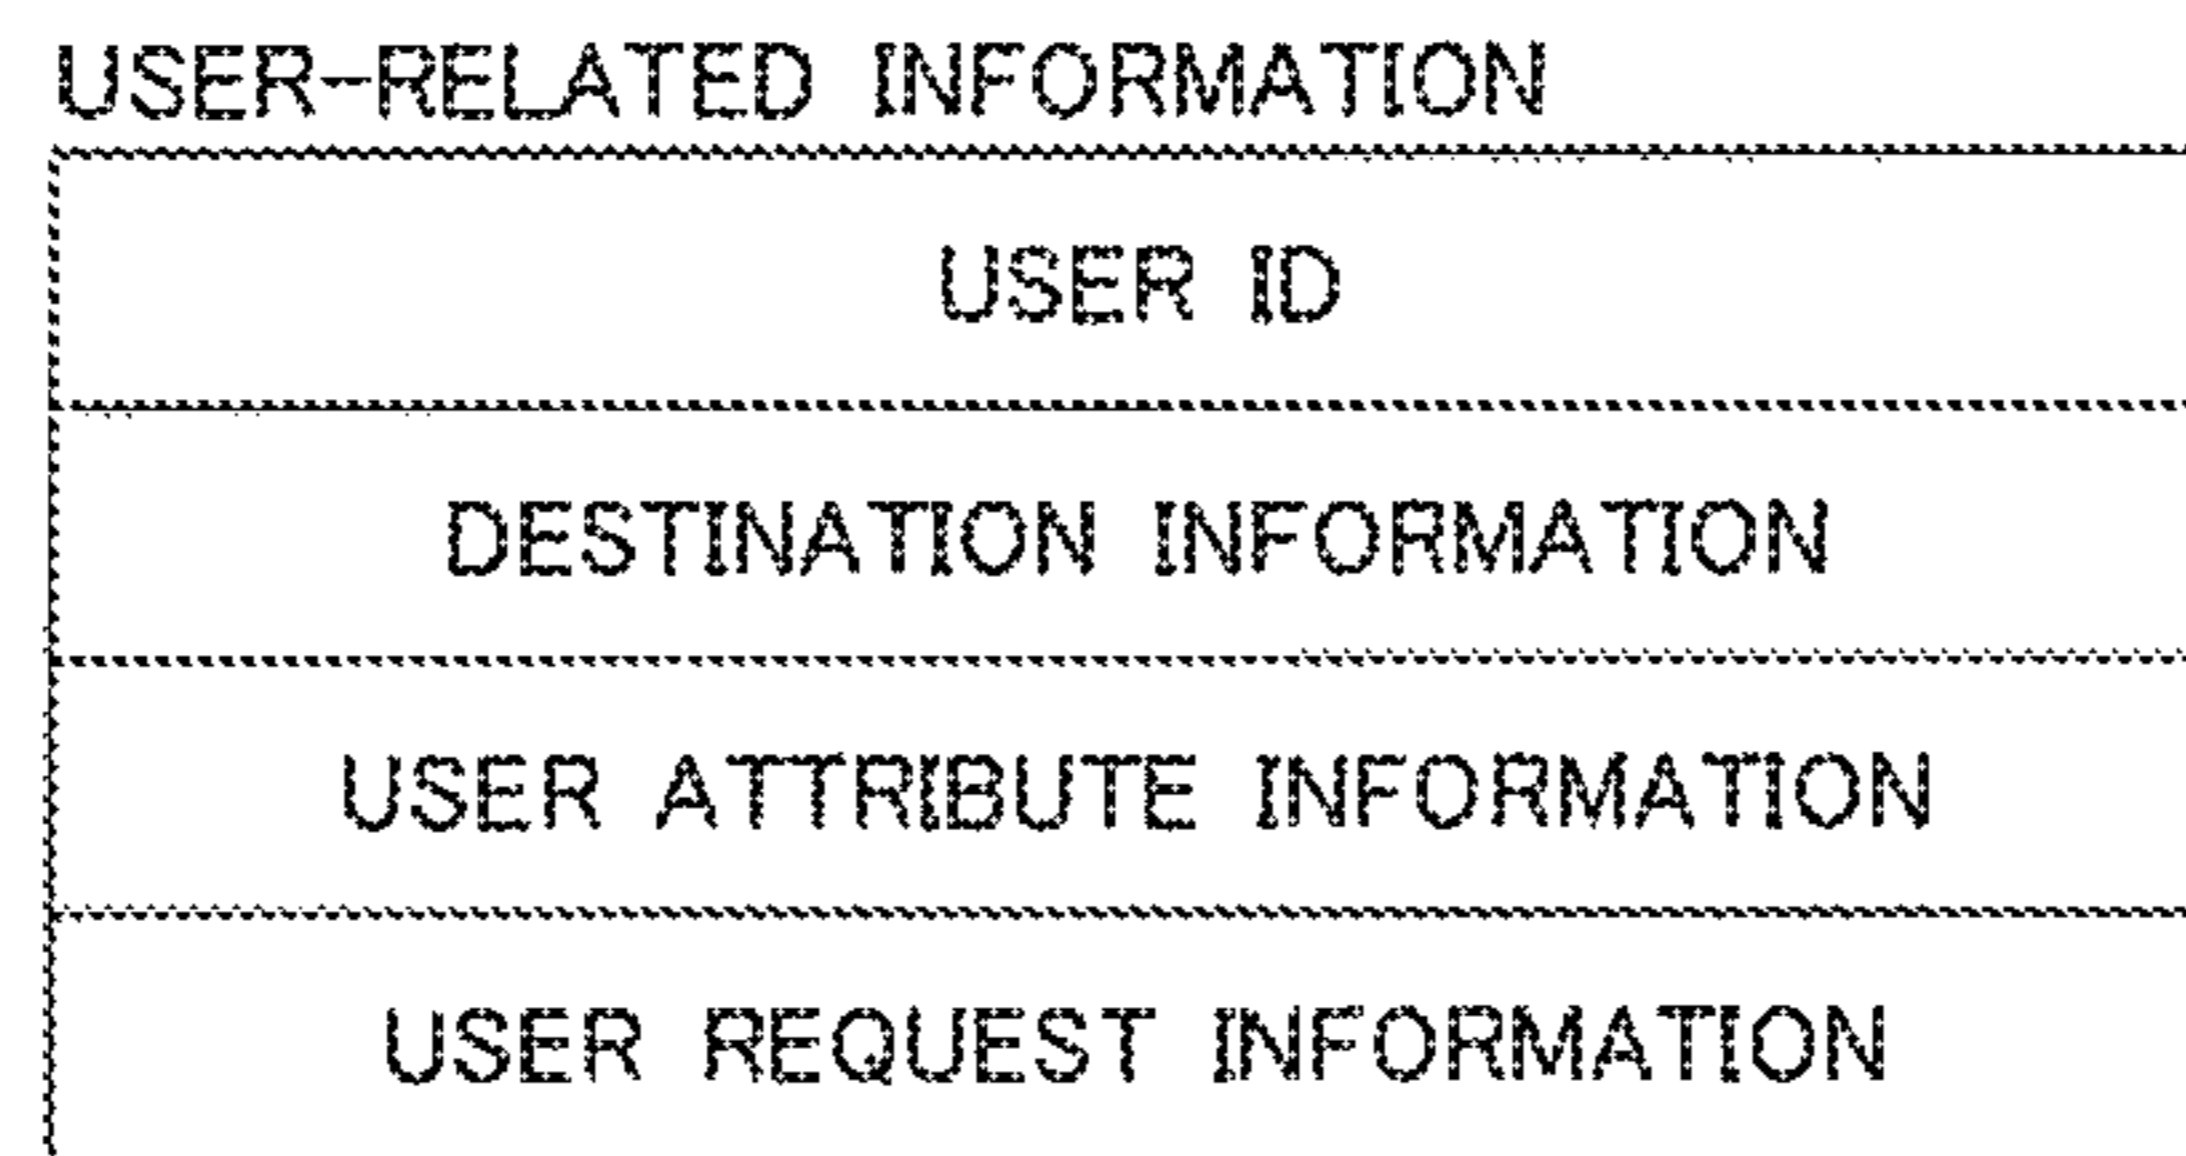 USER-RELATED INFORMATION
USER ID
DESTINATION INFORMATION
USER ATTRIBUTE INFORMATION
USER REQUEST INFORMATION